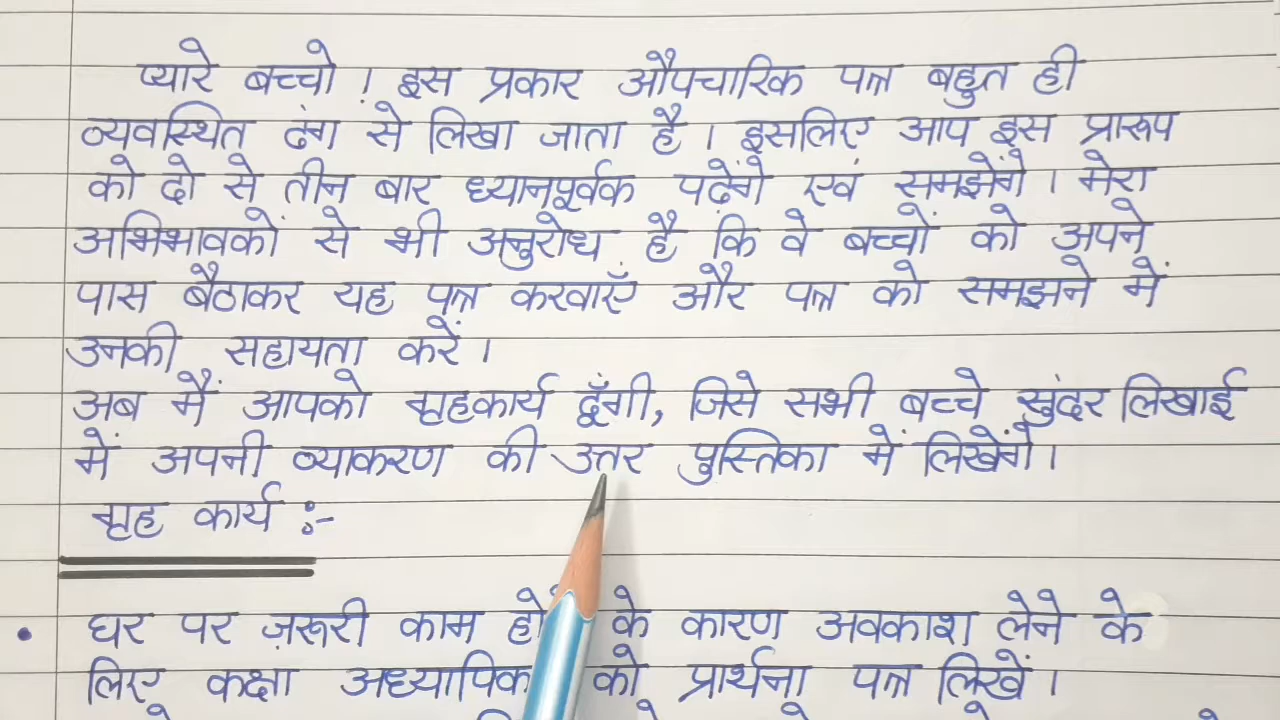 प्यारे बच्चो ! इस प्रकार औपचारिक पत्र बहुत ही
व्यवस्थित ढंग से लिखा जाता है । इसलिए आप इस प्रारूप
को दो से तीन बार ध्यानपूर्वक पढ़ेंगे एवं समझेंगे । मेरा
अभिभावकों से भी अनुरोध है कि वे बच्चों को अपने
पास बैठाकर यह पत्र करवाएँ और पत्र को समझने में
उनकी सहायता करें ।
अब मैं आपको गृहकार्य दूँगी, जिसे सभी बच्चे सुंदर लिखाई
में अपनी व्याकरण की उत्तर पुस्तिका में लिखेंगे ।
गृह कार्य :-
• घर पर ज़रूरी काम के कारण अवकाश लेने के
लिए कक्षा को प्रार्थना पत्र लिखें ।